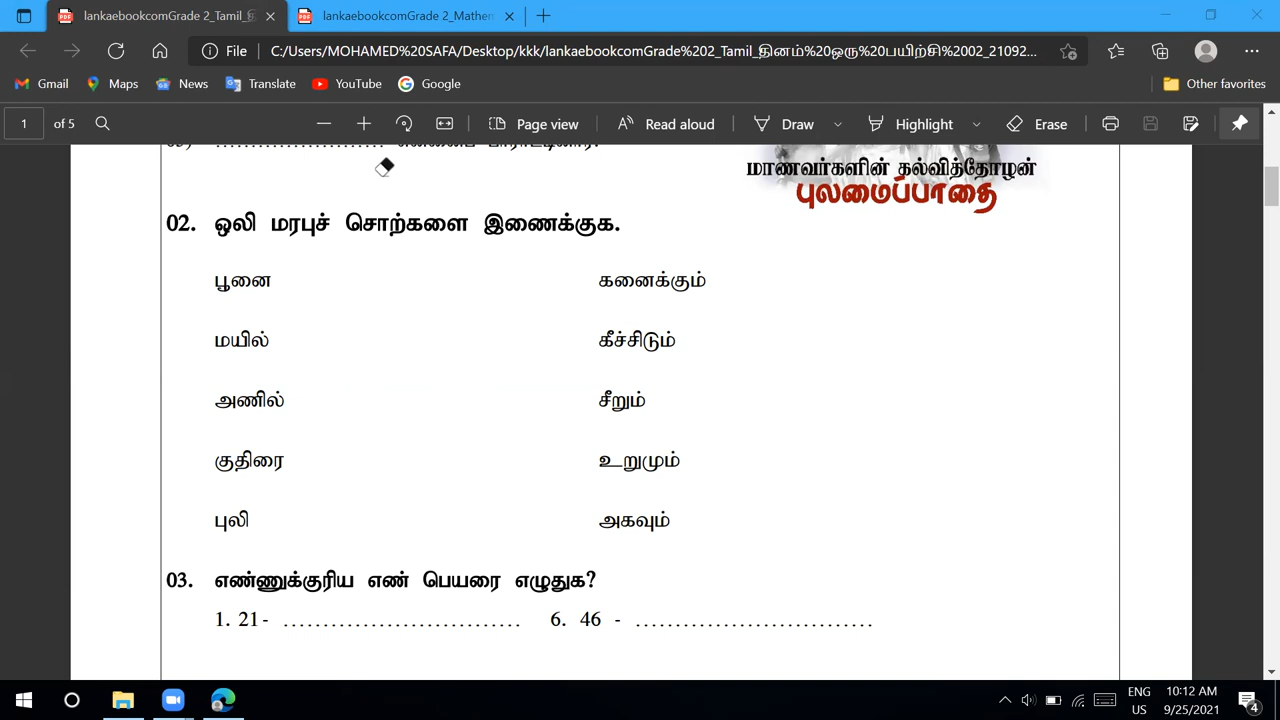 lankaebookcomGrade 2_Tamil_
lankaebookcomGrade 2_Mathem
File
C:/Users/MOHAMED%20SAFA/Desktop/kkk/lankaebookcomGrade%202_Tamil_தினம்%20ஒரு%20பயிற்சி%2002_21092...
Gmail
Maps
News
Translate
YouTube
Google
Other favorites
1 of 5
Page view
Read aloud
Draw
Highlight
Erase
மாணவர்களின் கல்வித்தோழன்
புலமைப்பாதை
02. ஒலி மரபுச் சொற்களை இணைக்குக.
பூனை கனைக்கும்
மயில் கீச்சிடும்
அணில் சீறும்
குதிரை உறுமும்
புலி அகவும்
03. எண்ணுக்குரிய எண் பெயரை எழுதுக?
1. 21- .............................. 6. 46 - ..............................
ENG
US
10:12 AM
9/25/2021
4